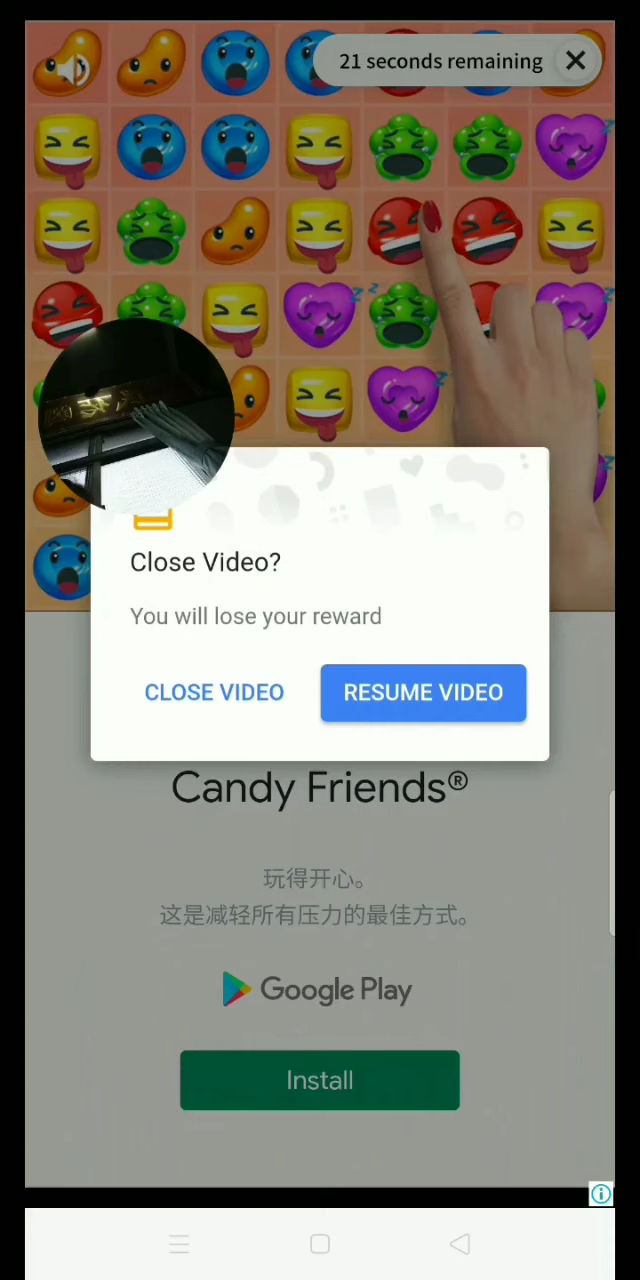 21 seconds remaining
Close Video?
You will lose your reward
CLOSE VIDEO
RESUME VIDEO
Candy Friends®
玩得开心。
这是减轻所有压力的最佳方式。
Google Play
Install